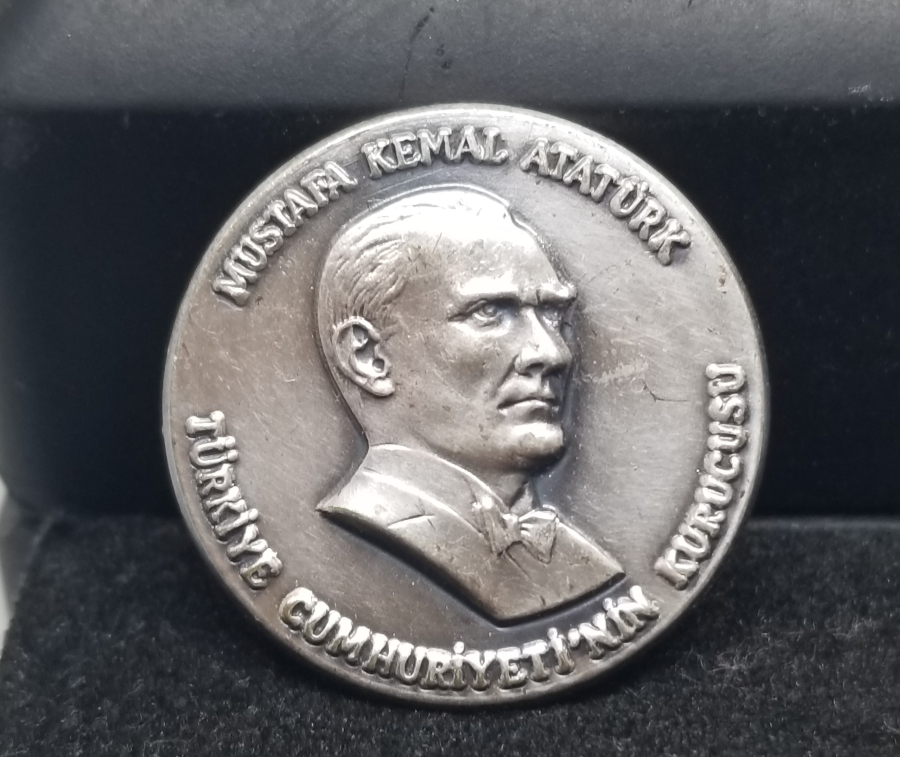 MUSTAFA KEMAL ATATÜRK
TÜRKİYE CUMHURİYETİ'NİN KURUCUSU